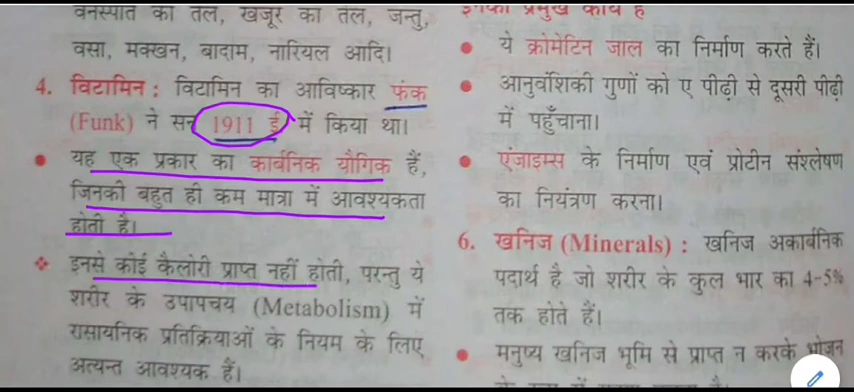 वनस्पति का तेल, खजूर का तेल, जन्तु,
वसा, मक्खन, बादाम, नारियल आदि।
4. विटामिन : विटामिन का आविष्कार फंक
(Funk) ने सन 1911 ई में किया था।
● यह एक प्रकार का कार्बनिक यौगिक हैं,
जिनकी बहुत ही कम मात्रा में आवश्यकता
होती है।
❖ इनसे कोई कैलोरी प्राप्त नहीं होती, परन्तु ये
शरीर के उपापचय (Metabolism) में
रासायनिक प्रतिक्रियाओं के नियम के लिए
अत्यन्त आवश्यक हैं।
इनका प्रमुख कार्य है
● ये क्रोमेटिन जाल का निर्माण करते हैं।
● आनुवंशिकी गुणों को ए पीढ़ी से दूसरी पीढ़ी
में पहुँचाना।
● एंजाइम्स के निर्माण एवं प्रोटीन संश्लेषण
का नियंत्रण करना।
6. खनिज (Minerals) : खनिज अकार्बनिक
पदार्थ है जो शरीर के कुल भार का 4-5%
तक होते हैं।
● मनुष्य खनिज भूमि से प्राप्त न करके भोजन